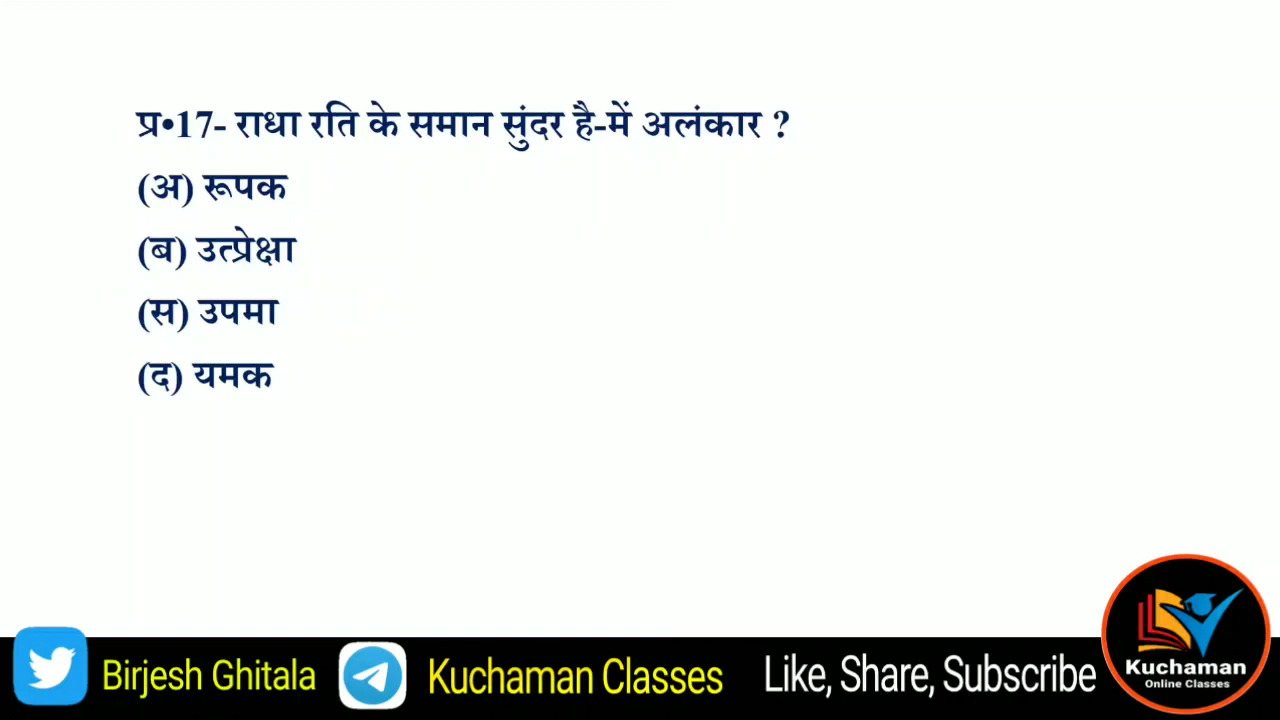 प्र•17- राधा रति के समान सुंदर है-में अलंकार ?
(अ) रूपक
(ब) उत्प्रेक्षा
(स) उपमा
(द) यमक
Birjesh Ghitala Kuchaman Classes Like, Share, Subscribe
Kuchaman
Online Classes